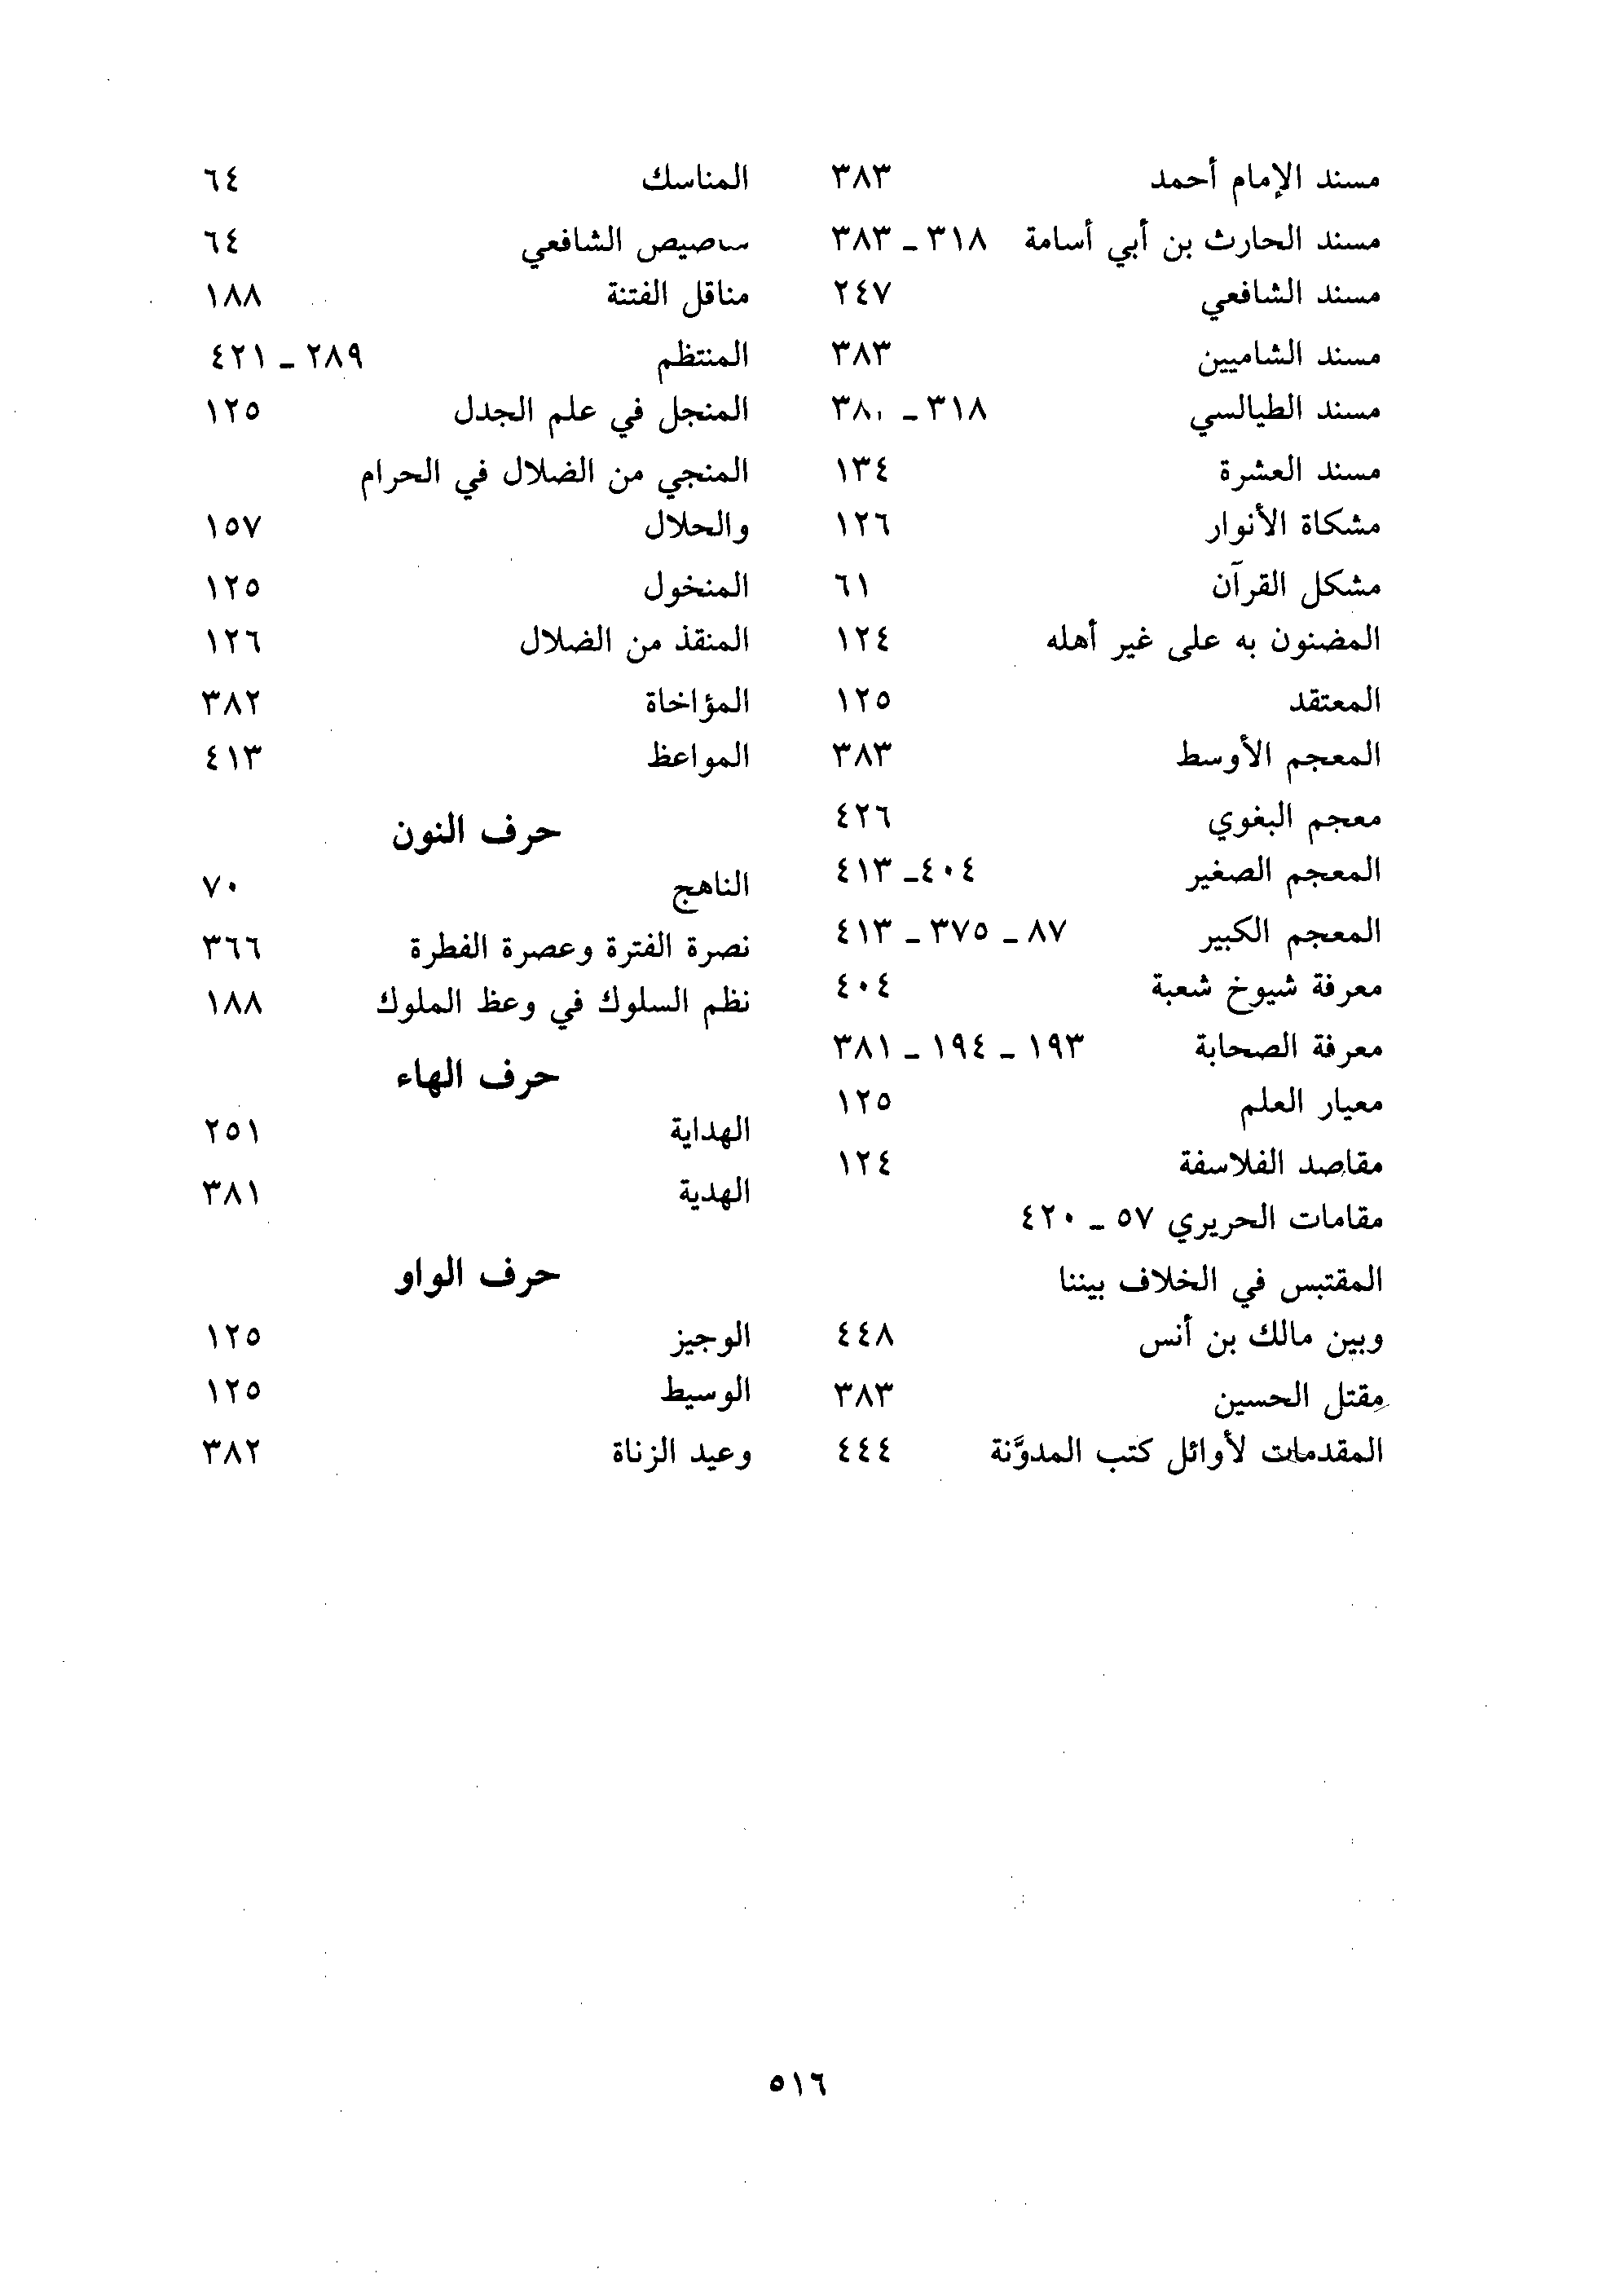 مسند الإمام أحمد ٣٨٣
مسند الحارث بن أبي أسامة ٣١٨ ـ ٣٨٣
مسند الشافعي ٢٤٧
مسند الشاميين ٣٨٣
مسند الطيالسي ٣١٨ ـ ٣٨٠
مسند العشرة ١٣٤
مشكاة الأنوار ١٢٦
مشكل القرآن ٦١
المضنون به على غير أهله ١٢٤
المعتقد ١٢٥
المعجم الأوسط ٣٨٣
معجم البغوي ٤٢٦
المعجم الصغير ٤٠٤ـ ٤١٣
المعجم الكبير ٨٧ ـ ٣٧٥ ـ ٤١٣
معرفة شيوخ شعبة ٤٠٤
معرفة الصحابة ١٩٣ ـ ١٩٤ ـ ٣٨١
معيار العلم ١٢٥
مقاصد الفلاسفة ١٢٤
مقامات الحريري ٥٧ ـ ٤٢٠
المقتبس في الخلاف بيننا
وبين مالك بن أنس ٤٤٨
مقتل الحسين ٣٨٣
المقدمات لأوائل كتب المدوَّنة ٤٤٤
المناسك ٦٤
الشافعي ٦٤
مناقل الفتنة ١٨٨
المنتظم ٢٨٩ ـ ٤٢١
المنجل في علم الجدل ١٢٥
المنجي من الضلال في الحرام
والحلال ١٥٧
المنخول ١٢٥
المنقذ من الضلال ١٢٦
المؤاخاة ٣٨٢
المواعظ ٤١٣
حرف النون
الناهج ٧٠
نصرة الفترة وعصرة الفطرة ٣٦٦
نظم السلوك في وعظ الملوك ١٨٨
حرف الهاء
الهداية ٢٥١
الهدية ٣٨١
حرف الواو
الوجيز ١٢٥
الوسيط ١٢٥
وعيد الزناة ٣٨٢
٥١٦